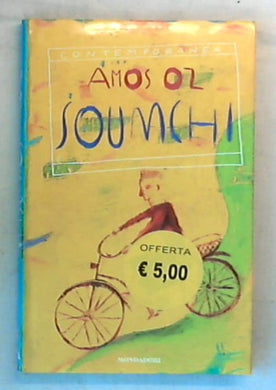 CONTEMPORANEA
AMOS OZ
SOUMCHI
OFFERTA
€ 5,00
MONDADORI